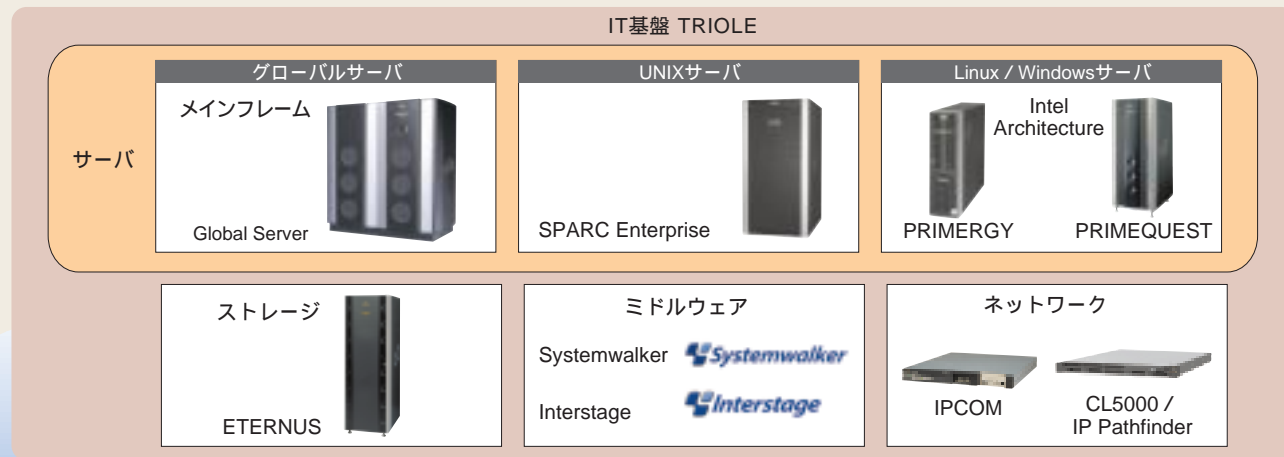 IT基盤 TRIOLE
サーバ
グローバルサーバ
メインフレーム
Global Server
UNIXサーバ
SPARC Enterprise
Linux / Windowsサーバ
Intel
Architecture
PRIMERGY
PRIMEQUEST
ストレージ
ETERNUS
ミドルウェア
Systemwalker
Systemwalker
Interstage
Interstage
ネットワーク
IPCOM
CL5000 /
IP Pathfinder